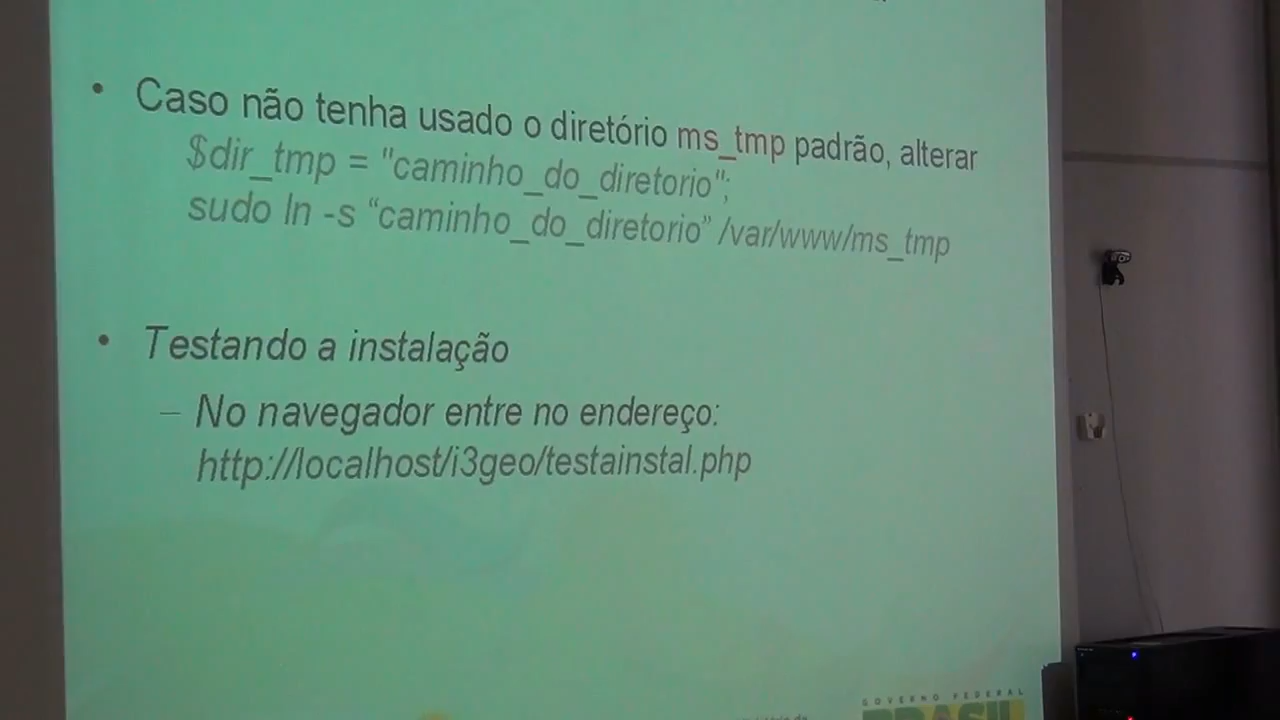 • Caso não tenha usado o diretório ms_tmp padrão, alterar
$dir_tmp = "caminho_do_diretorio";
sudo ln -s “caminho_do_diretorio” /var/www/ms_tmp
• Testando a instalação
– No navegador entre no endereço:
http://localhost/i3geo/testainstal.php
GOVERNO FEDERAL
BRASIL